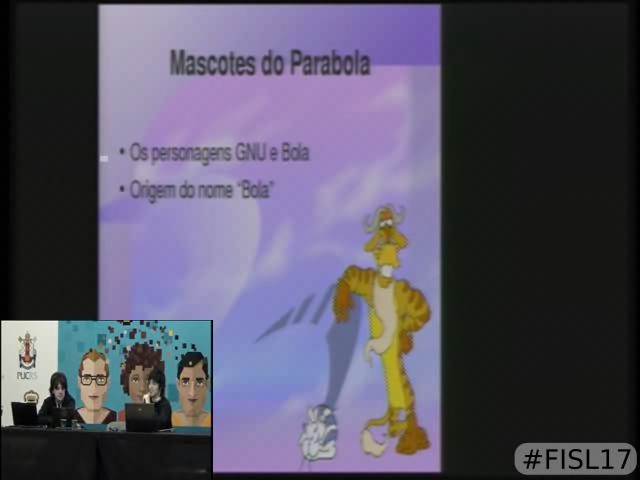 Mascotes do Parabola
• Os personagens GNU e Bola
• Origem do nome “Bola”
PUCRS
#FISL17